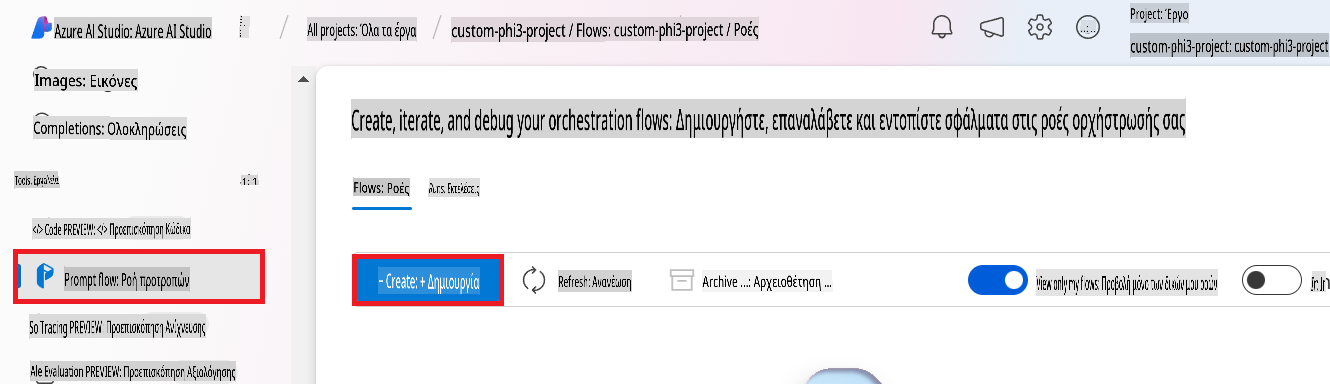 Azure AI Studio: Azure AI Studio
/ All projects: Όλα τα έργα / custom-phi3-project / Flows: custom-phi3-project / Ροές
Project: Έργο
custom-phi3-project: custom-phi3-project
Images: Εικόνες
Completions: Ολοκληρώσεις
Tools: Εργαλεία
Create, iterate, and debug your orchestration flows: Δημιουργήστε, επαναλάβετε και εντοπίστε σφάλματα στις ροές ορχήστρωσής σας
Flows: Ροές
Runs: Εκτελέσεις
</> Code PREVIEW: </> Προεπισκόπηση Κώδικα
Prompt flow: Ροή προτροπών
- Create: + Δημιουργία
Refresh: Ανανέωση
Archive ...: Αρχειοθέτηση ...
View only my flows: Προβολή μόνο των δικών μου ροών
So Tracing PREVIEW: Προεπισκόπηση Ανίχνευσης
Ale Evaluation PREVIEW: Προεπισκόπηση Αξιολόγησης